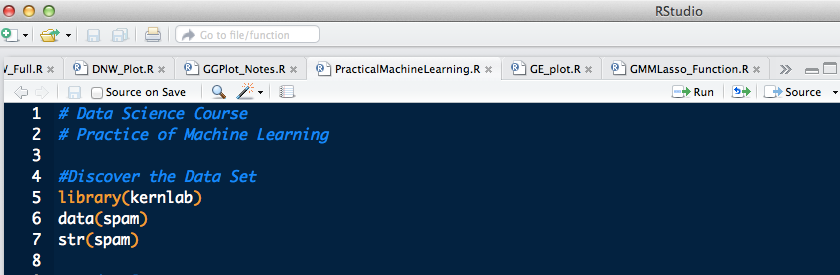 RStudio
Go to file/function
_Full.R DNW_Plot.R GGPlot_Notes.R PracticalMachineLearning.R GE_plot.R GMMLasso_Function.R
Source on Save Run Source
1 # Data Science Course
2 # Practice of Machine Learning
3
4 #Discover the Data Set
5 library(kernlab)
6 data(spam)
7 str(spam)
8